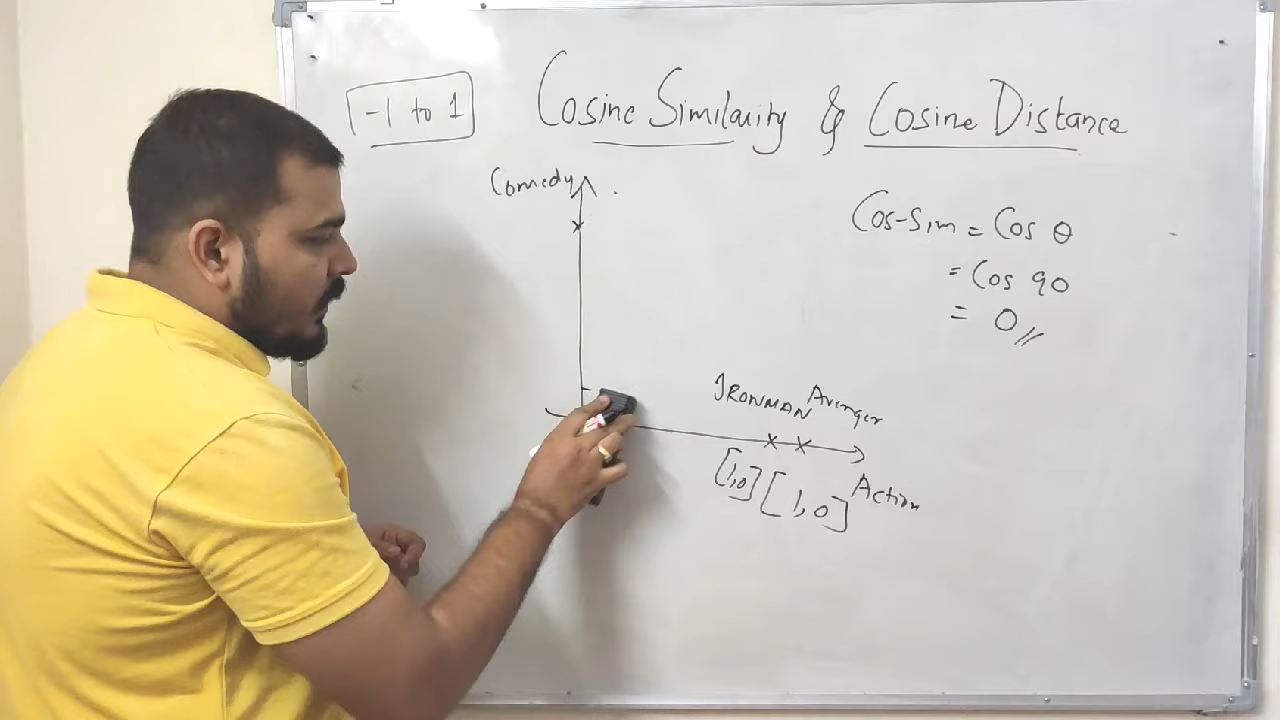 -1 to 1
Cosine Similarity & Cosine Distance
Comedy
Cos-Sim = Cos θ
= Cos 90
= 0
IRONMAN Avenger
[1,0] [1,0]
Action